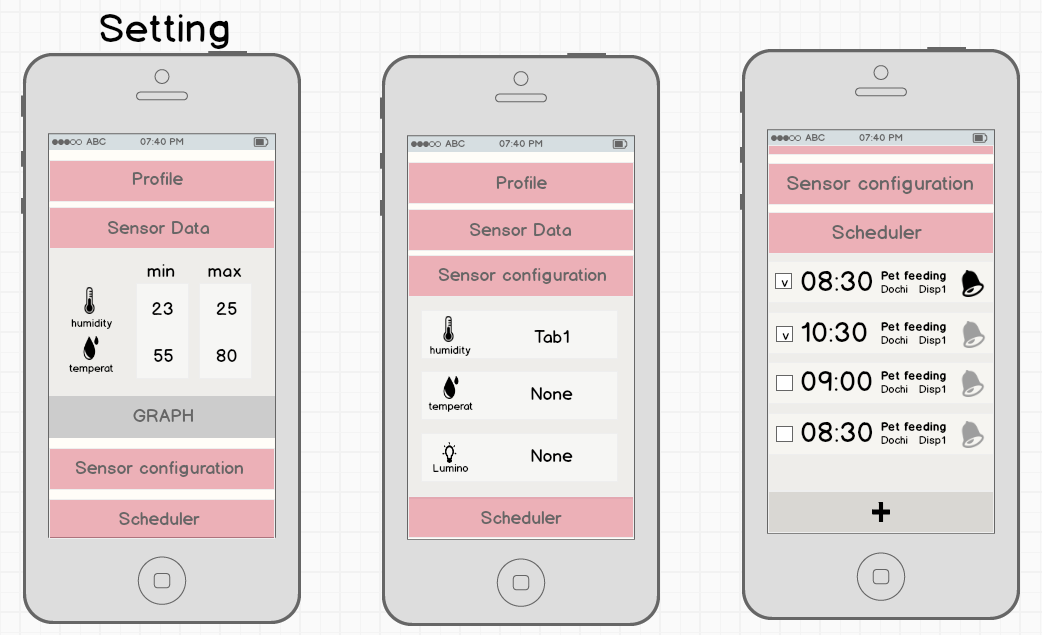 Setting
●●●○○ ABC 07:40 PM
Profile
Sensor Data
min max
humidity 23 25
temperat 55 80
GRAPH
Sensor configuration
Scheduler
●●●○○ ABC 07:40 PM
Profile
Sensor Data
Sensor configuration
humidity Tab1
temperat None
Lumino None
Scheduler
●●●○○ ABC 07:40 PM
Sensor configuration
Scheduler
v 08:30 Pet feeding
Dochi Disp1
v 10:30 Pet feeding
Dochi Disp1
09:00 Pet feeding
Dochi Disp1
08:30 Pet feeding
Dochi Disp1
+